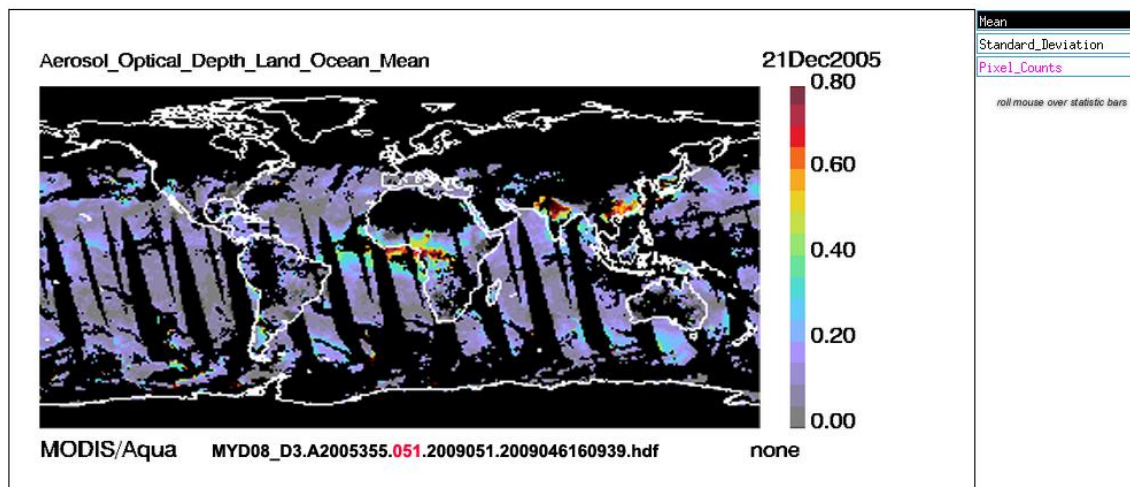 Aerosol_Optical_Depth_Land_Ocean_Mean
21Dec2005
0.80
0.60
0.40
0.20
0.00
MODIS/Aqua
MYD08_D3.A2005355.051.2009051.2009046160939.hdf
none
Mean
Standard_Deviation
Pixel_Counts
roll mouse over statistic bars